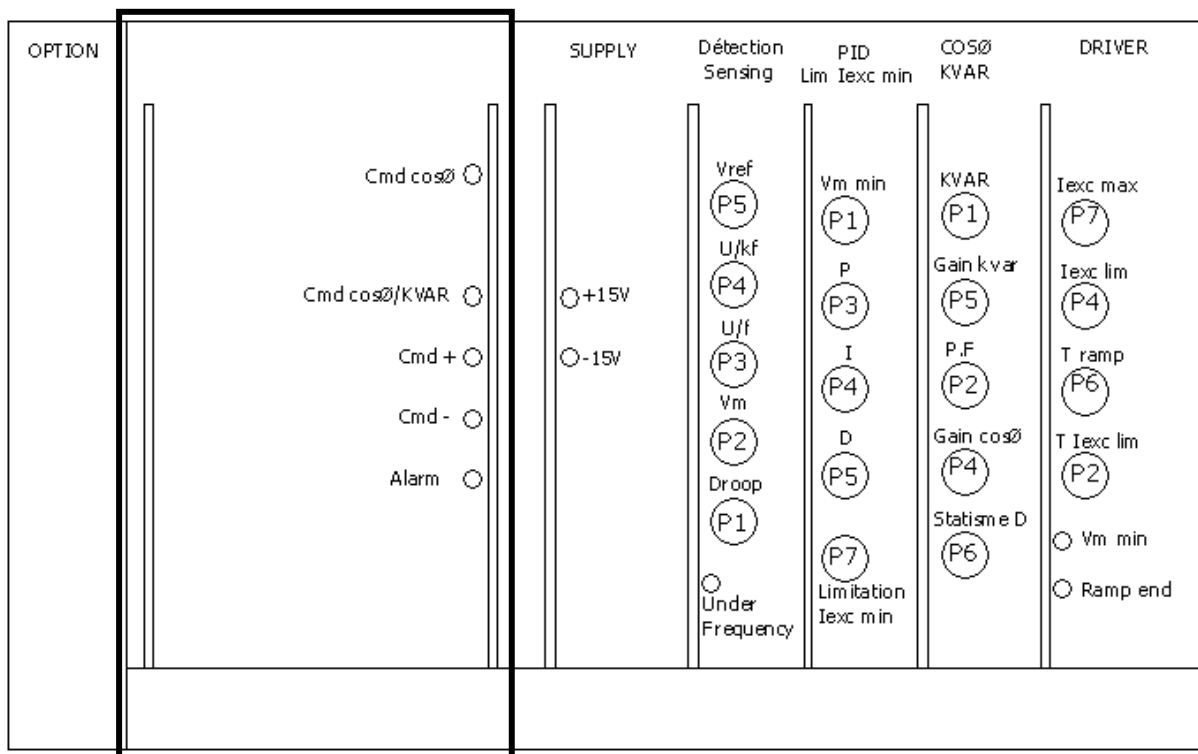 OPTION
Cmd cosØ
Cmd cosØ/KVAR
Cmd +
Cmd -
Alarm
SUPPLY
+15V
-15V
Détection
Sensing
Vref
P5
U/kf
P4
U/f
P3
Vm
P2
Droop
P1
Under
Frequency
PID
Lim Iexc min
Vm min
P1
P
P3
I
P4
D
P5
P7
Limitation
Iexc min
COSØ
KVAR
KVAR
P1
Gain kvar
P5
P.F
P2
Gain cosØ
P4
Statisme D
P6
DRIVER
Iexc max
P7
Iexc lim
P4
T ramp
P6
T Iexc lim
P2
Vm min
Ramp end